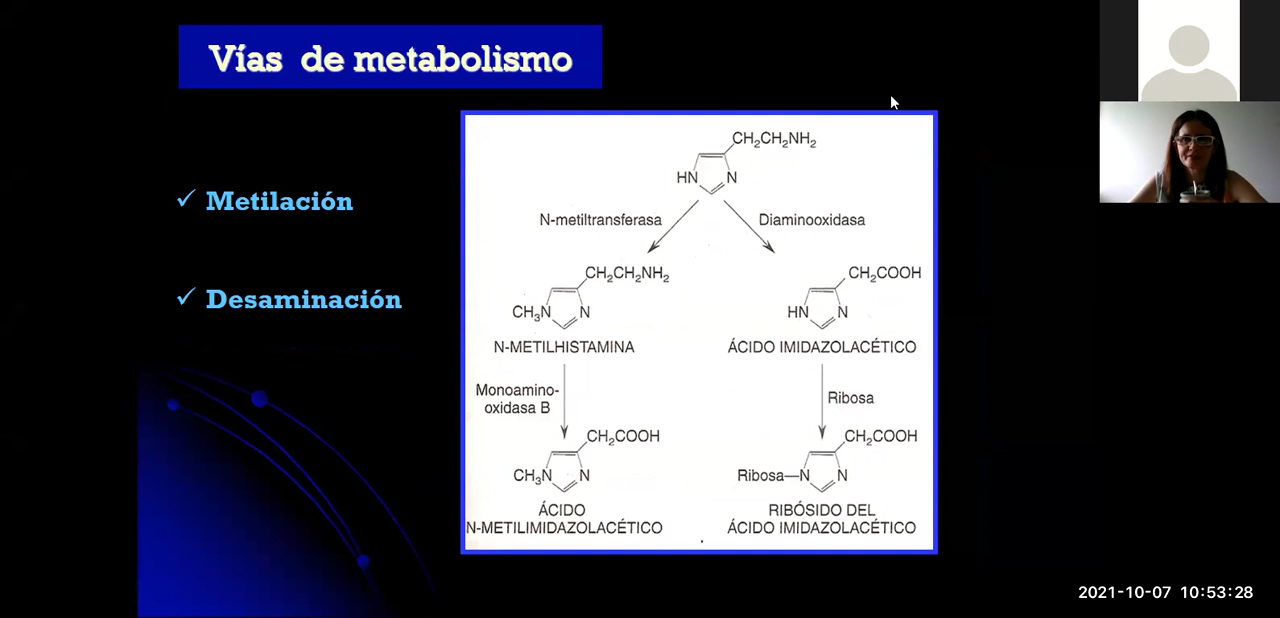 Vías de metabolismo
✓ Metilación
✓ Desaminación
CH₂CH₂NH₂
HN N
N-metiltransferasa Diaminooxidasa
CH₂CH₂NH₂ CH₂COOH
CH₃N N HN N
N-METILHISTAMINA ÁCIDO IMIDAZOLACÉTICO
Monoamino-
oxidasa B
Ribosa
CH₂COOH CH₂COOH
CH₃N N Ribosa—N N
ÁCIDO
N-METILIMIDAZOLACÉTICO
RIBÓSIDO DEL
ÁCIDO IMIDAZOLACÉTICO
2021-10-07 10:53:28